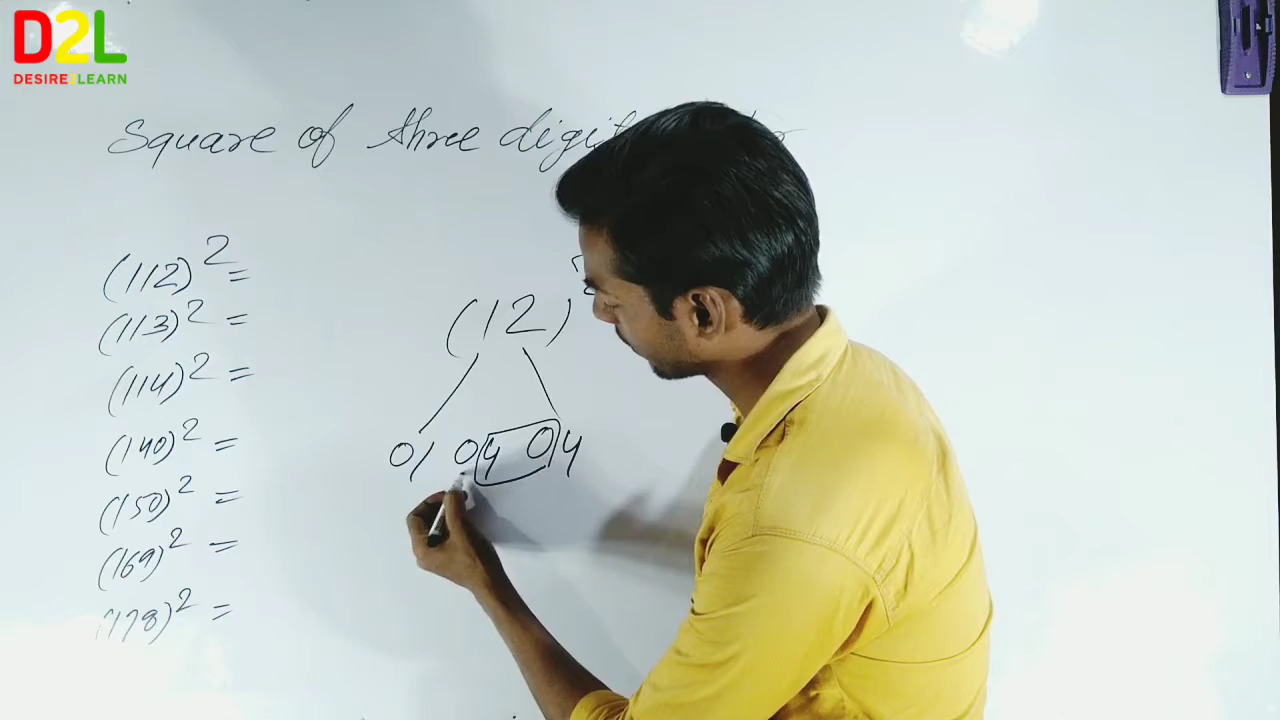 D2L
DESIRE2LEARN
Square of three digit
(112)² =
(113)² =
(114)² =
(140)² =
(150)² =
(169)² =
(178)² =
(12)²
01 04 04